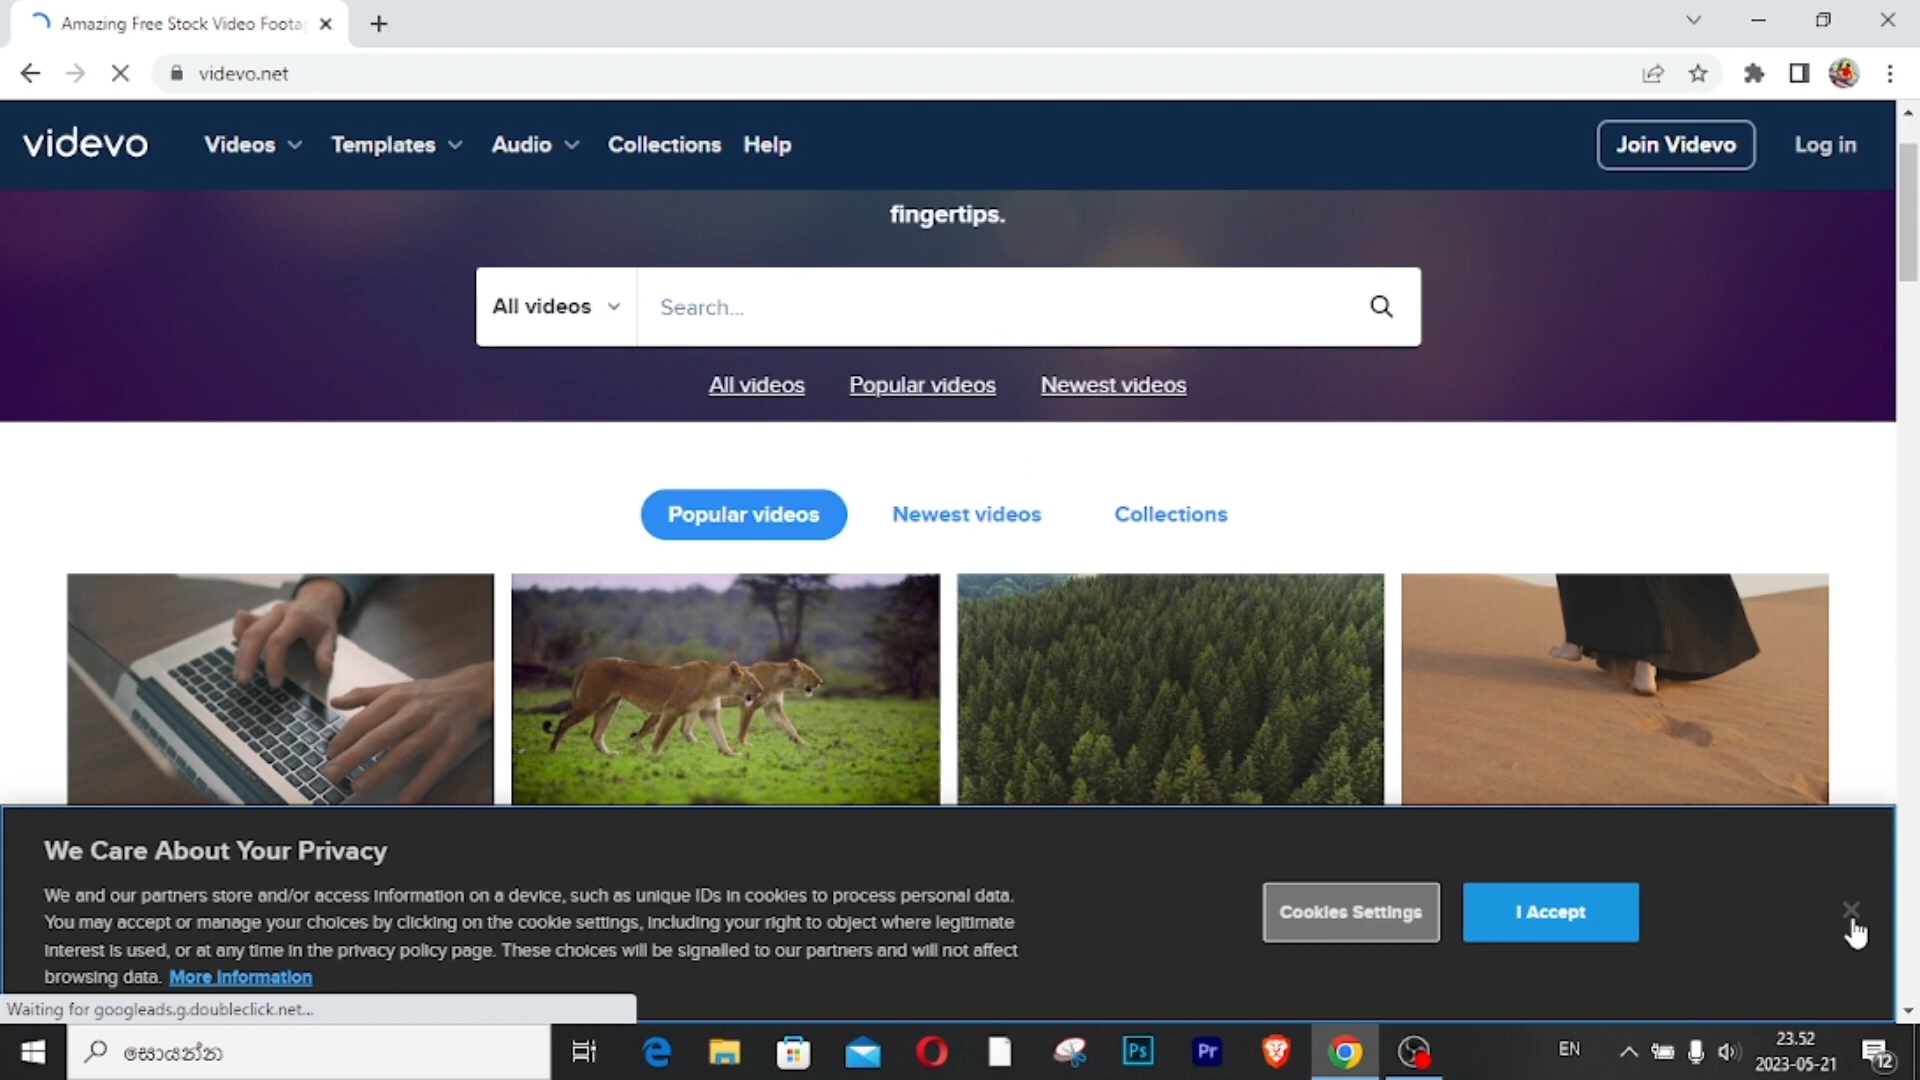 Amazing Free Stock Video Foota
videvo.net
videvo
Videos
Templates
Audio
Collections
Help
Join Videvo
Log in
fingertips.
All videos
Search...
All videos
Popular videos
Newest videos
Popular videos
Newest videos
Collections
We Care About Your Privacy
We and our partners store and/or access information on a device, such as unique IDs in cookies to process personal data.
You may accept or manage your choices by clicking on the cookie settings, including your right to object where legitimate
interest is used, or at any time in the privacy policy page. These choices will be signalled to our partners and will not affect
browsing data. More information
Cookies Settings
I Accept
Waiting for googleads.g.doubleclick.net...
සොයන්න
Ps
Pr
EN
23.52
2023-05-21
12